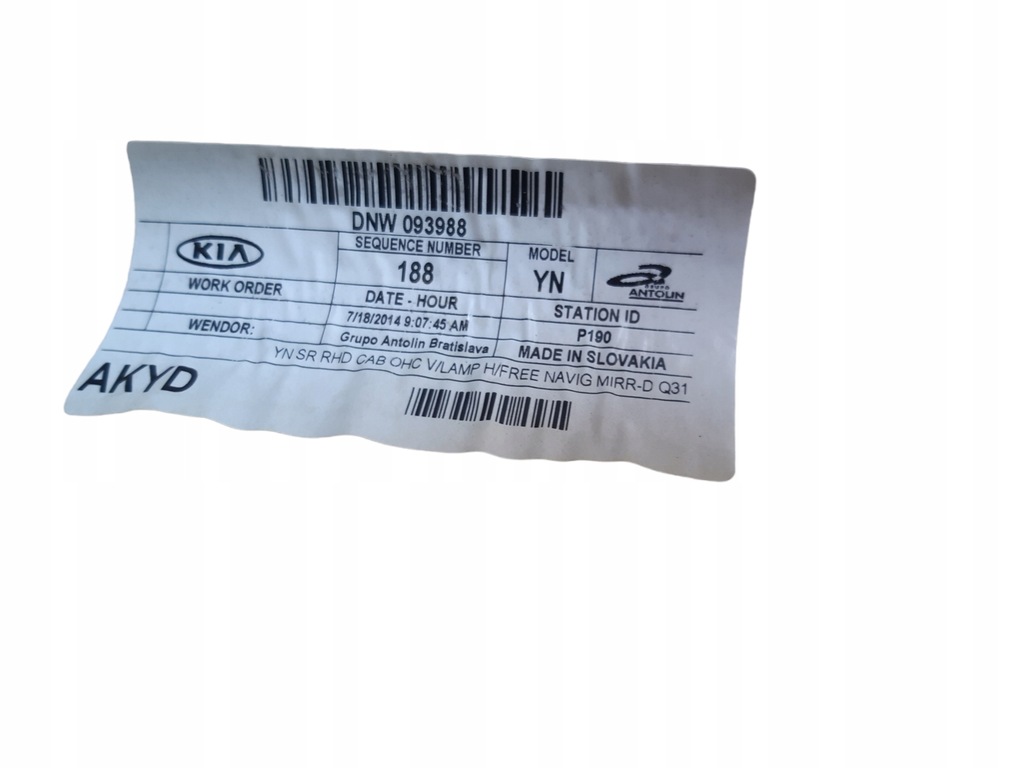 DNW 093988
KIA
SEQUENCE NUMBER
188
MODEL
YN
GRUPO
ANTOLIN
WORK ORDER
DATE - HOUR
7/18/2014 9:07:45 AM
STATION ID
P190
WENDOR:
Grupo Antolin Bratislava
MADE IN SLOVAKIA
YN SR RHD CAB OHC V/LAMP H/FREE NAVIG MIRR-D Q31
AKYD